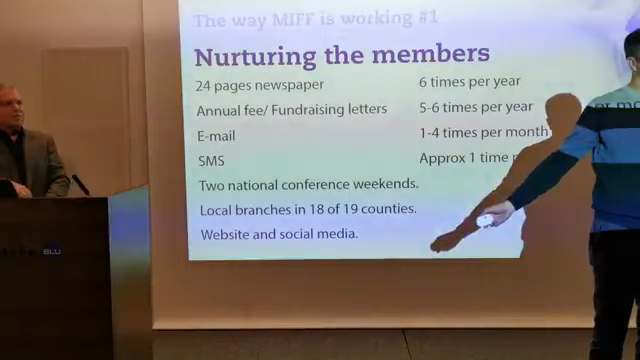 The way MIFF is working #1
Nurturing the members
24 pages newspaper 6 times per year
Annual fee/ Fundraising letters 5-6 times per year
E-mail 1-4 times per month
SMS Approx 1 time
Two national conference weekends.
Local branches in 18 of 19 counties.
Website and social media.
BLU